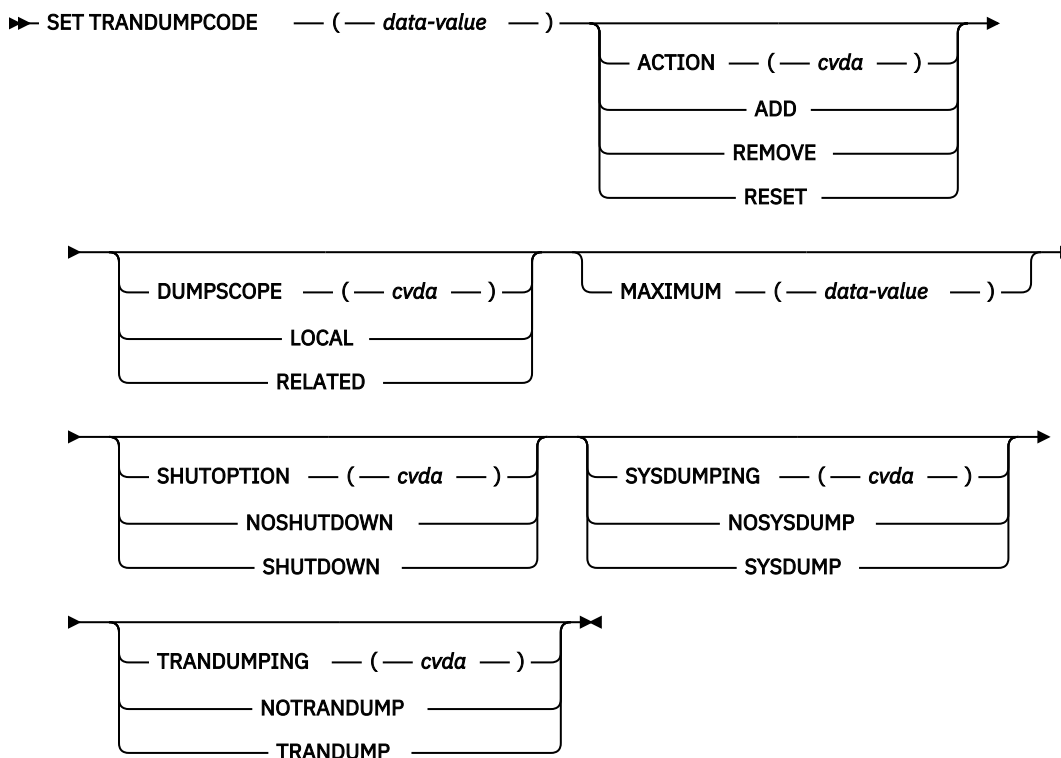 SET TRANDUMPCODE ( data-value )
ACTION ( cvda )
ADD
REMOVE
RESET
DUMPSCOPE ( cvda ) MAXIMUM ( data-value )
LOCAL
RELATED
SHUTOPTION ( cvda ) SYSDUMPING ( cvda )
NOSHUTDOWN NOSYSDUMP
SHUTDOWN SYSDUMP
TRANDUMPING ( cvda )
NOTRANDUMP
TRANDUMP